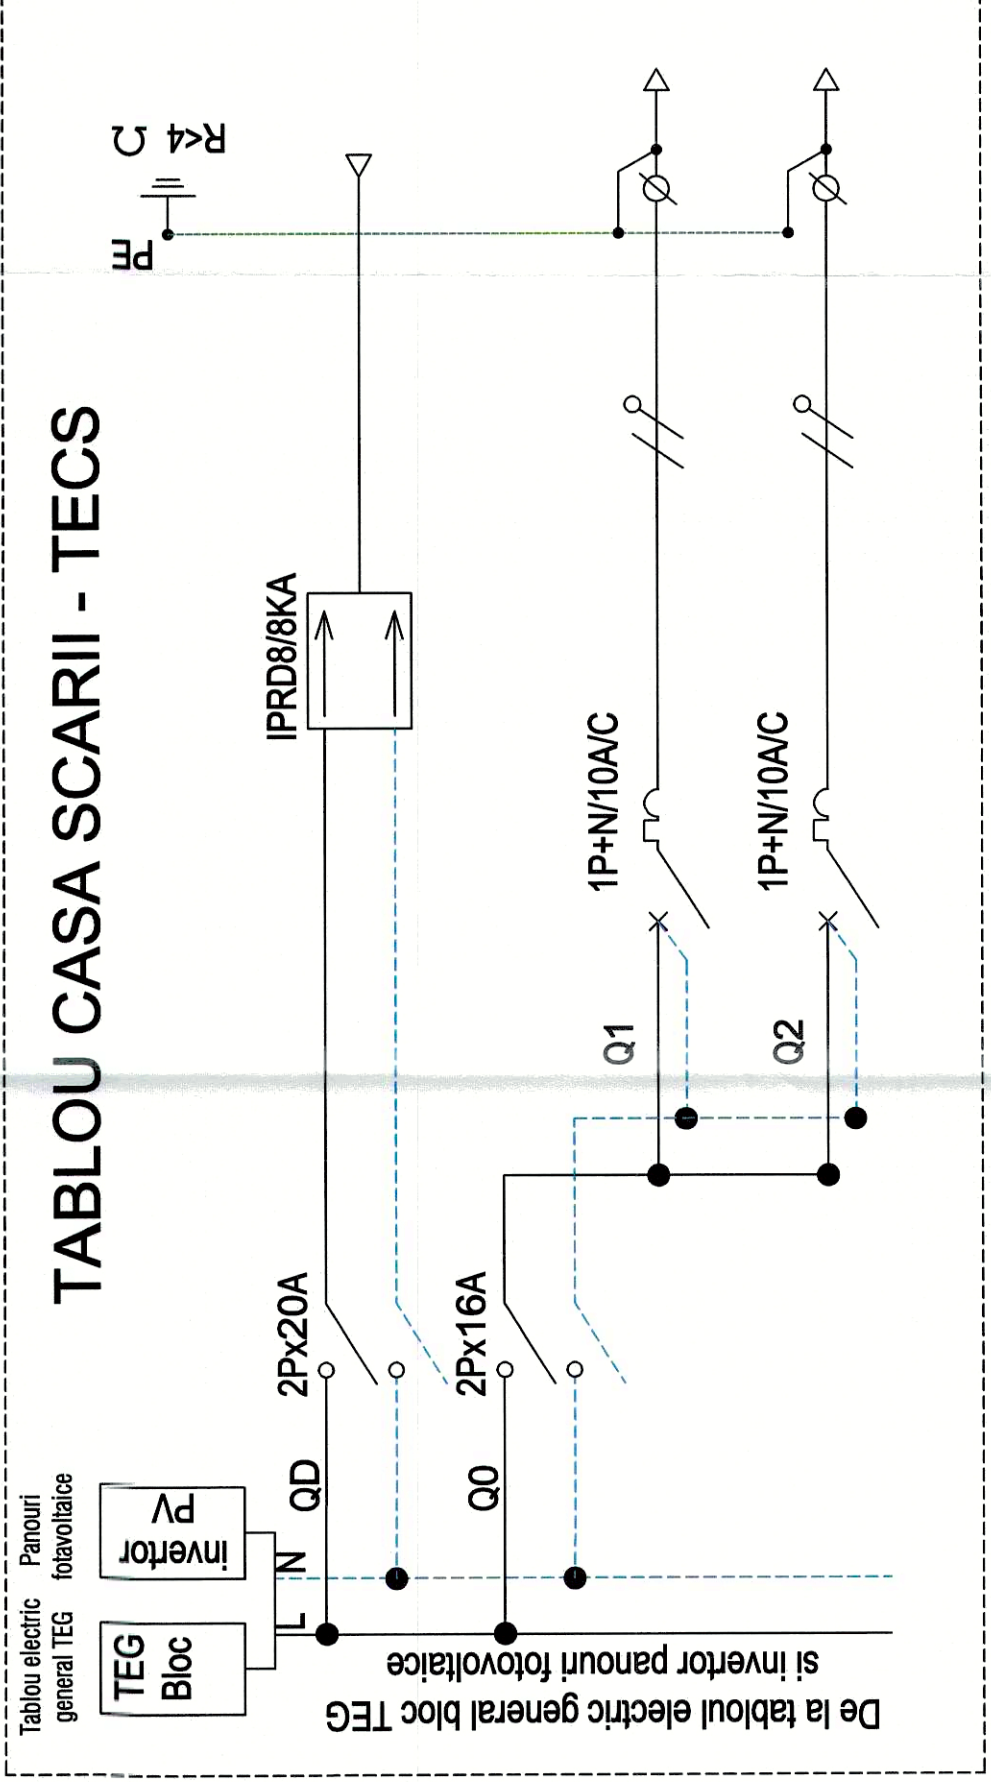 TABLOU CASA SCARII - TECS
Tablou electric
general TEG
Panouri
fotavoltaice
TEG
Bloc
invertor
PV
L
N
De la tabloul electric general bloc TEG
si invertor panouri fotovoltaice
QD
2Px20A
IPRD8/8KA
Q0
2Px16A
Q1
1P+N/10A/C
Q2
1P+N/10A/C
PE
R<4 Ω